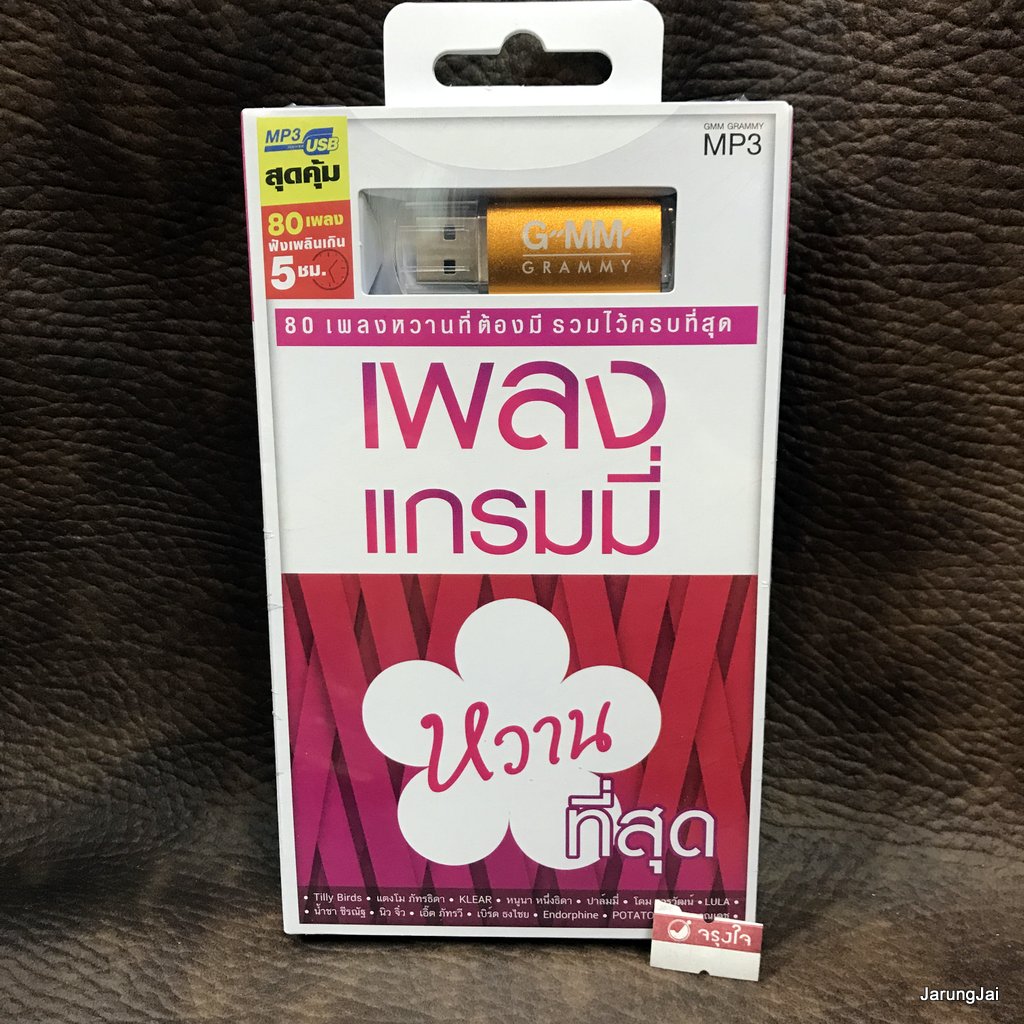 MP3
USB
สุดคุ้ม
80 เพลง
ฟังเพลินเกิน
5 ชม.
GMM GRAMMY
MP3
G MM
GRAMMY
80 เพลงหวานที่ต้องมี รวมไว้ครบที่สุด
เพลง
แกรมมี่
หวาน
ที่สุด
• Tilly Birds • แตงโม ภัทรธิดา • KLEAR • หนูนา หนึ่งธิดา • ปาล์มมี่ • โดม • LULA •
• น้ำชา ชีรณัฐ • นิว จิ๋ว • เอิ๊ต ภัทรวี • เบิร์ด ธงไชย • Endorphine • POTATO
จรุงใจ
JarungJai